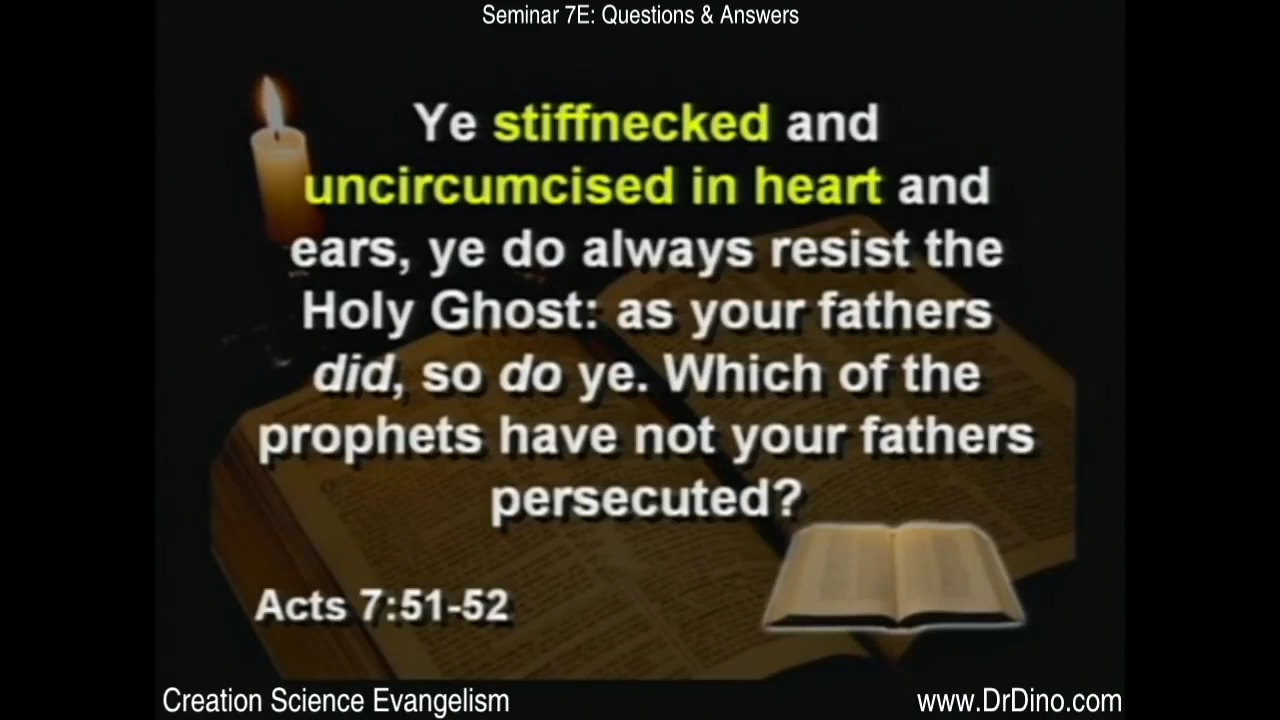 Seminar 7E: Questions & Answers
Ye stiffnecked and
uncircumcised in heart and
ears, ye do always resist the
Holy Ghost: as your fathers
did, so do ye. Which of the
prophets have not your fathers
persecuted?
Acts 7:51-52
Creation Science Evangelism
www.DrDino.com